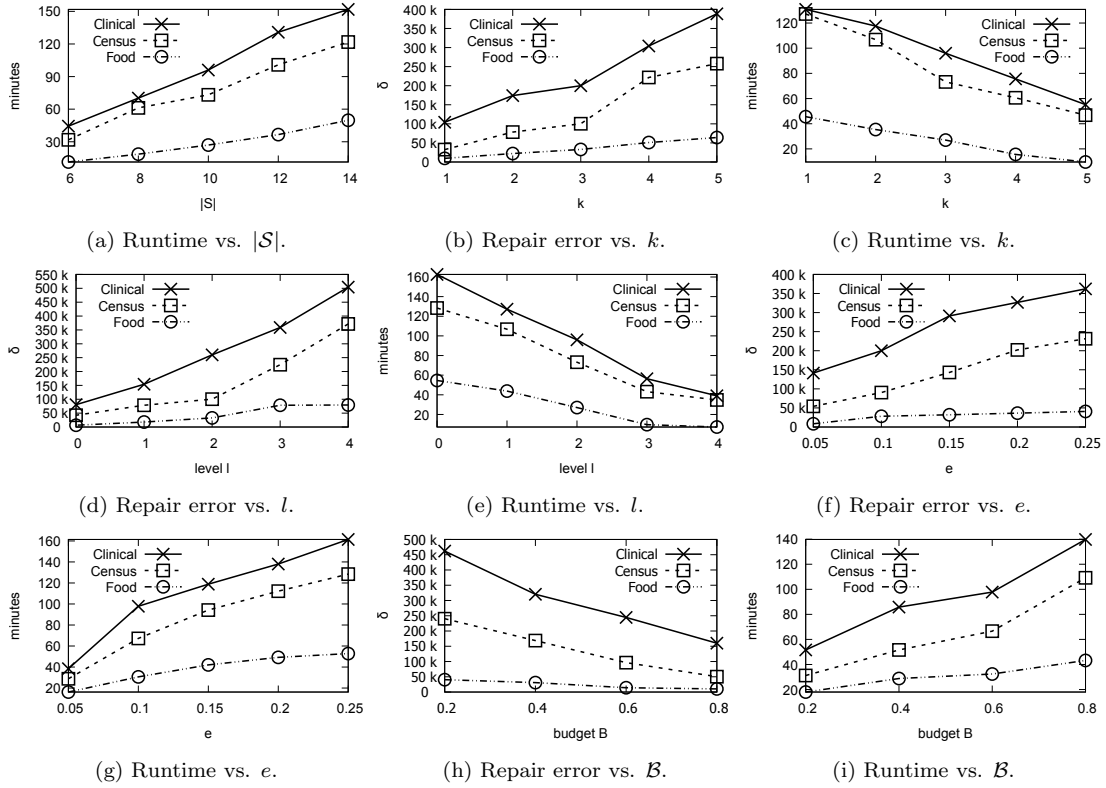 150
120
90
60
30
minutes
Clinical
Census
Food
6 8 10 12 14
|S|
(a) Runtime vs. |𝒮|.
400 k
350 k
300 k
250 k
200 k
150 k
100 k
50 k
0
δ
Clinical
Census
Food
1 2 3 4 5
k
(b) Repair error vs. k.
120
100
80
60
40
20
minutes
Clinical
Census
Food
1 2 3 4 5
k
(c) Runtime vs. k.
550 k
500 k
450 k
400 k
350 k
300 k
250 k
200 k
150 k
100 k
50 k
0
δ
Clinical
Census
Food
0 1 2 3 4
level l
(d) Repair error vs. l.
160
140
120
100
80
60
40
20
minutes
Clinical
Census
Food
0 1 2 3 4
level l
(e) Runtime vs. l.
400 k
350 k
300 k
250 k
200 k
150 k
100 k
50 k
0
δ
Clinical
Census
Food
0.05 0.1 0.15 0.2 0.25
e
(f) Repair error vs. e.
160
140
120
100
80
60
40
20
minutes
Clinical
Census
Food
0.05 0.1 0.15 0.2 0.25
e
(g) Runtime vs. e.
500 k
450 k
400 k
350 k
300 k
250 k
200 k
150 k
100 k
50 k
0
δ
Clinical
Census
Food
0.2 0.4 0.6 0.8
budget B
(h) Repair error vs. ℬ.
140
120
100
80
60
40
20
minutes
Clinical
Census
Food
0.2 0.4 0.6 0.8
budget B
(i) Runtime vs. ℬ.